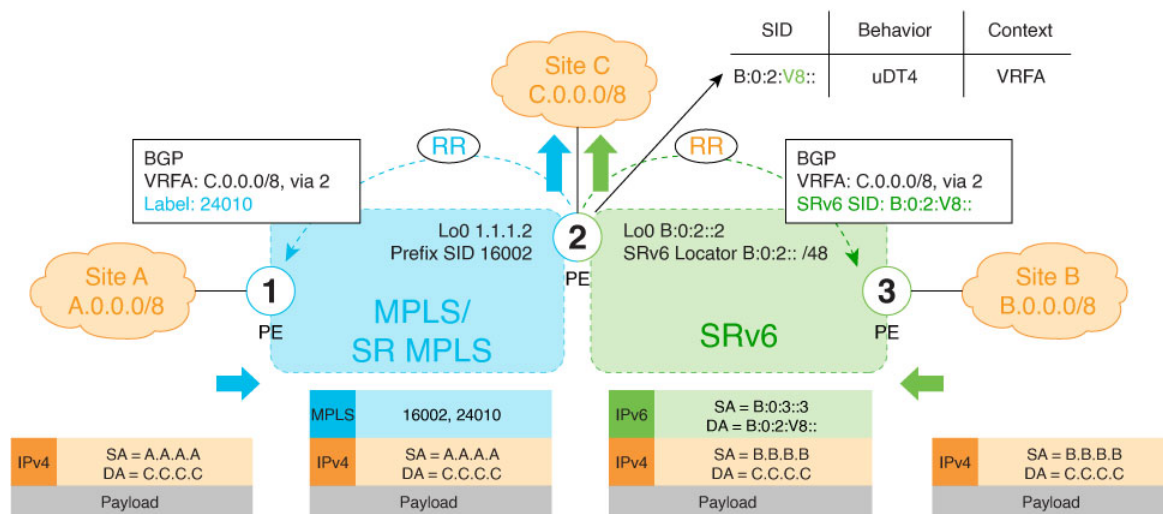 SID Behavior Context
B:0:2:V8:: uDT4 VRFA
Site C
C.0.0.0/8
RR
RR
BGP
VRFA: C.0.0.0/8, via 2
Label: 24010
BGP
VRFA: C.0.0.0/8, via 2
SRv6 SID: B:0:2:V8::
Lo0 1.1.1.2
Prefix SID 16002
2
PE
Lo0 B:0:2::2
SRv6 Locator B:0:2:: /48
Site A
A.0.0.0/8
1
PE
MPLS/
SR MPLS
SRv6
3
PE
Site B
B.0.0.0/8
MPLS 16002, 24010
IPv6 SA = B:0:3::3
DA = B:0:2:V8::
IPv4 SA = A.A.A.A
DA = C.C.C.C
Payload
IPv4 SA = A.A.A.A
DA = C.C.C.C
Payload
IPv4 SA = B.B.B.B
DA = C.C.C.C
Payload
IPv4 SA = B.B.B.B
DA = C.C.C.C
Payload